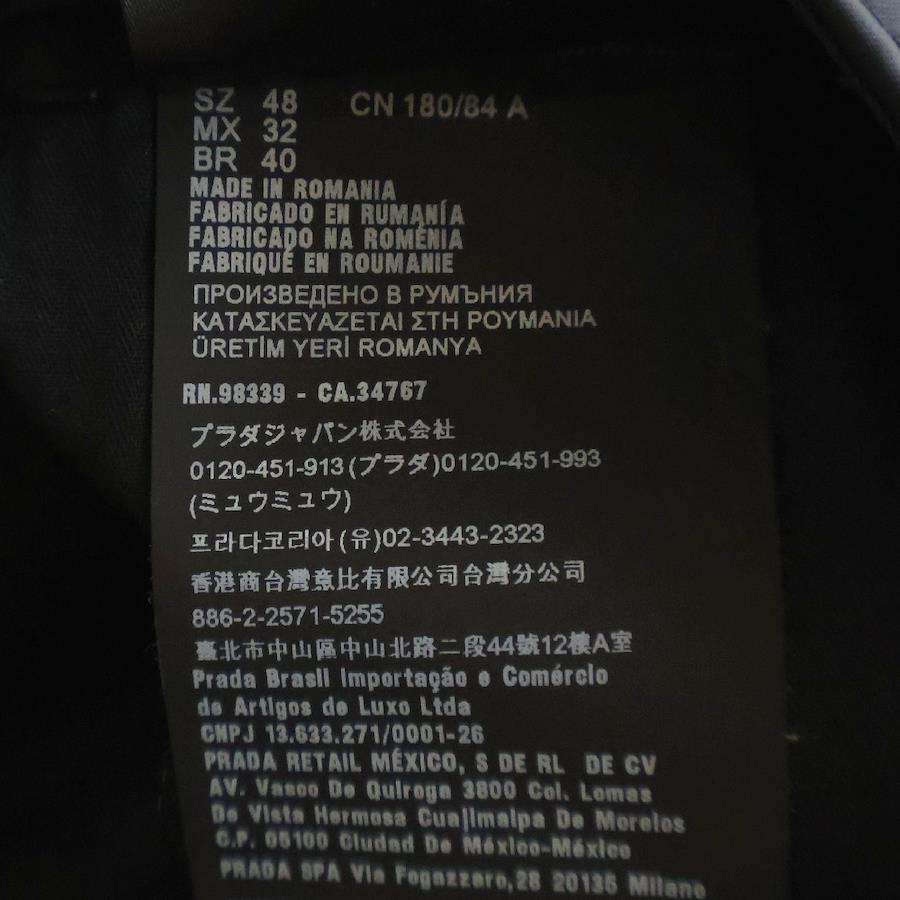 SZ 48 CN 180/84 A
MX 32
BR 40
MADE IN ROMANIA
FABRICADO EN RUMANÍA
FABRICADO NA ROMÉNIA
FABRIQUÉ EN ROUMANIE
ПРОИЗВЕДЕНО В РУМЪНИЯ
ΚΑΤΑΣΚΕΥΑΖΕΤΑΙ ΣΤΗ ΡΟΥΜΑΝΙΑ
ÜRETİM YERİ ROMANYA
RN.98339 - CA.34767
プラダジャパン株式会社
0120-451-913(プラダ)0120-451-993
(ミュウミュウ)
프라다코리아(유)02-3443-2323
香港商台灣意比有限公司台灣分公司
886-2-2571-5255
臺北市中山區中山北路二段44號12樓A室
Prada Brasil Importação e Comércio
de Artigos de Luxo Ltda
CNPJ 13.633.271/0001-26
PRADA RETAIL MÉXICO, S DE RL DE CV
AV. Vasco De Quiroga 3800 Col. Lomas
De Vista Hermosa Cuajimalpa De Morelos
C.P. 05100 Ciudad De México-México
PRADA SPA Via Fogazzaro,28 20135 Milano